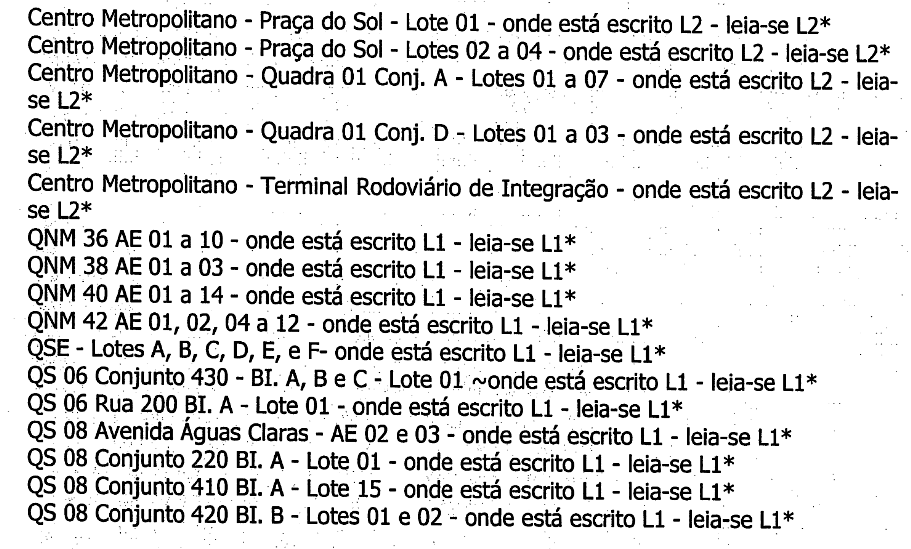 Centro Metropolitano - Praça do Sol - Lote 01 - onde está escrito L2 - leia-se L2*
Centro Metropolitano - Praça do Sol - Lotes 02 a 04 - onde está escrito L2 - leia-se L2*
Centro Metropolitano - Quadra 01 Conj. A - Lotes 01 a 07 - onde está escrito L2 - leia-
se L2*
Centro Metropolitano - Quadra 01 Conj. D - Lotes 01 a 03 - onde está escrito L2 - leia-
se L2*
Centro Metropolitano - Terminal Rodoviário de Integração - onde está escrito L2 - leia-
se L2*
QNM 36 AE 01 a 10 - onde está escrito L1 - leia-se L1*
QNM 38 AE 01 a 03 - onde está escrito L1 - leia-se L1*
QNM 40 AE 01 a 14 - onde está escrito L1 - leia-se L1*
QNM 42 AE 01, 02, 04 a 12 - onde está escrito L1 - leia-se L1*
QSE - Lotes A, B, C, D, E, e F- onde está escrito L1 - leia-se L1*
QS 06 Conjunto 430 - BI. A, B e C - Lote 01 ~onde está escrito L1 - leia-se L1*
QS 06 Rua 200 BI. A - Lote 01 - onde está escrito L1 - leia-se L1*
QS 08 Avenida Águas Claras - AE 02 e 03 - onde está escrito L1 - leia-se L1*
QS 08 Conjunto 220 BI. A - Lote 01 - onde está escrito L1 - leia-se L1*
QS 08 Conjunto 410 BI. A - Lote 15 - onde está escrito L1 - leia-se L1*
QS 08 Conjunto 420 BI. B - Lotes 01 e 02 - onde está escrito L1 - leia-se L1*